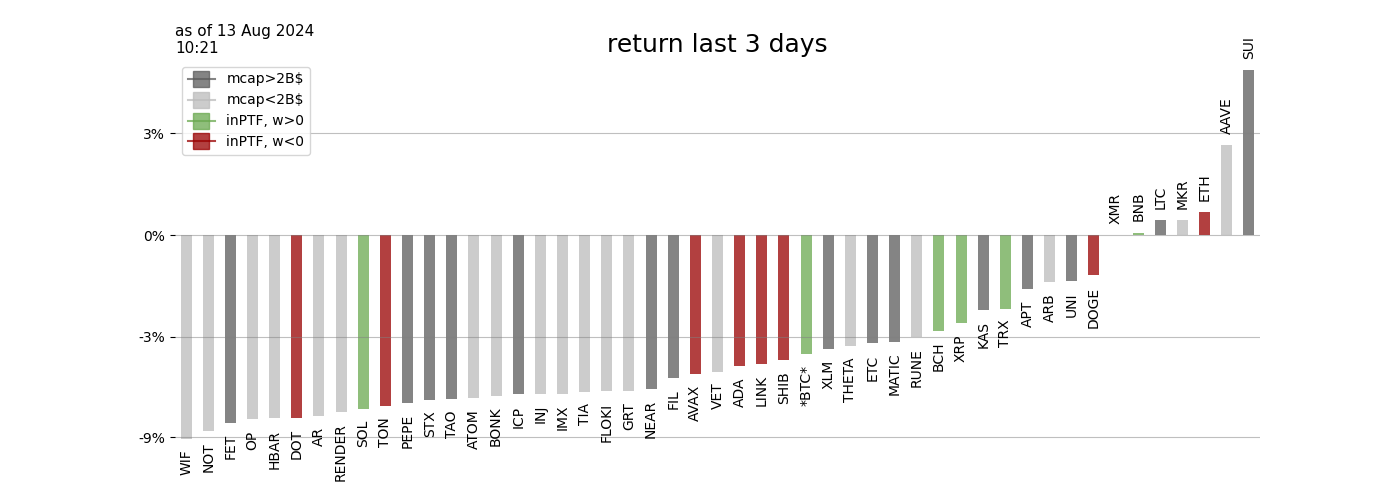 as of 13 Aug 2024
10:21
return last 3 days
mcap>2B$
mcap<2B$
inPTF, w>0
inPTF, w<0
3%
0%
-3%
-9%
WIF
NOT
FET
OP
HBAR
DOT
AR
RENDER
SOL
TON
PEPE
STX
TAO
ATOM
BONK
ICP
INJ
IMX
TIA
FLOKI
GRT
NEAR
FIL
AVAX
VET
ADA
LINK
SHIB
*BTC*
XLM
THETA
ETC
MATIC
RUNE
BCH
XRP
KAS
TRX
APT
ARB
UNI
DOGE
XMR
BNB
LTC
MKR
ETH
AAVE
SUI